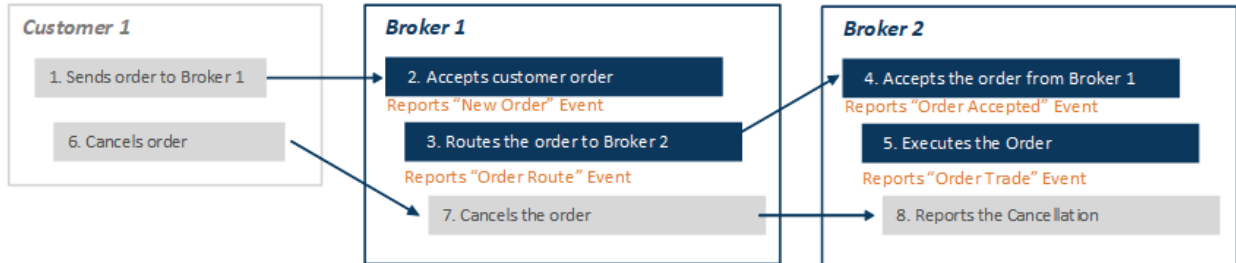 Customer 1
1. Sends order to Broker 1
6. Cancels order
Broker 1
2. Accepts customer order
Reports “New Order” Event
3. Routes the order to Broker 2
Reports “Order Route” Event
7. Cancels the order
Broker 2
4. Accepts the order from Broker 1
Reports “Order Accepted” Event
5. Executes the Order
Reports “Order Trade” Event
8. Reports the Cancellation